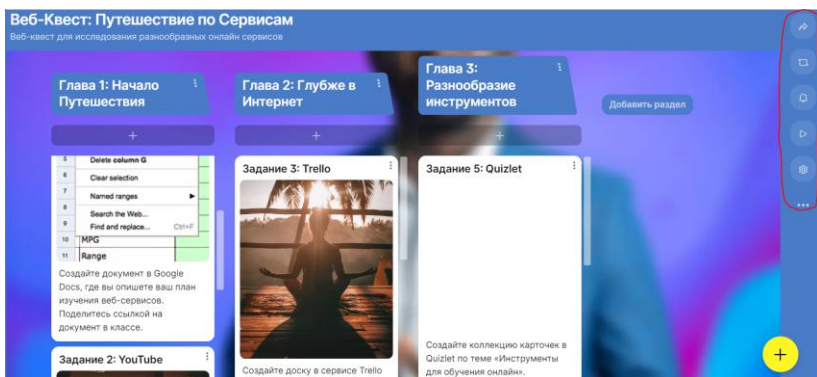 Веб-Квест: Путешествие по Сервисам
Веб-квест для исследования разнообразных онлайн сервисов
Глава 1: Начало
Путешествия
Глава 2: Глубже в
Интернет
Глава 3:
Разнообразие
инструментов
Добавить раздел
5 Delete column G
6 Clear selection
7 Named ranges
8 Search the Web...
9 Find and replace... Ctrl+F
10 MPG
11 Range
Создайте документ в Google
Docs, где вы опишете ваш план
изучения веб-сервисов.
Поделитесь ссылкой на
документ в классе.
Задание 2: YouTube
Задание 3: Trello
Создайте доску в сервисе Trello
Задание 5: Quizlet
Создайте коллекцию карточек в
Quizlet по теме «Инструменты
для обучения онлайн».